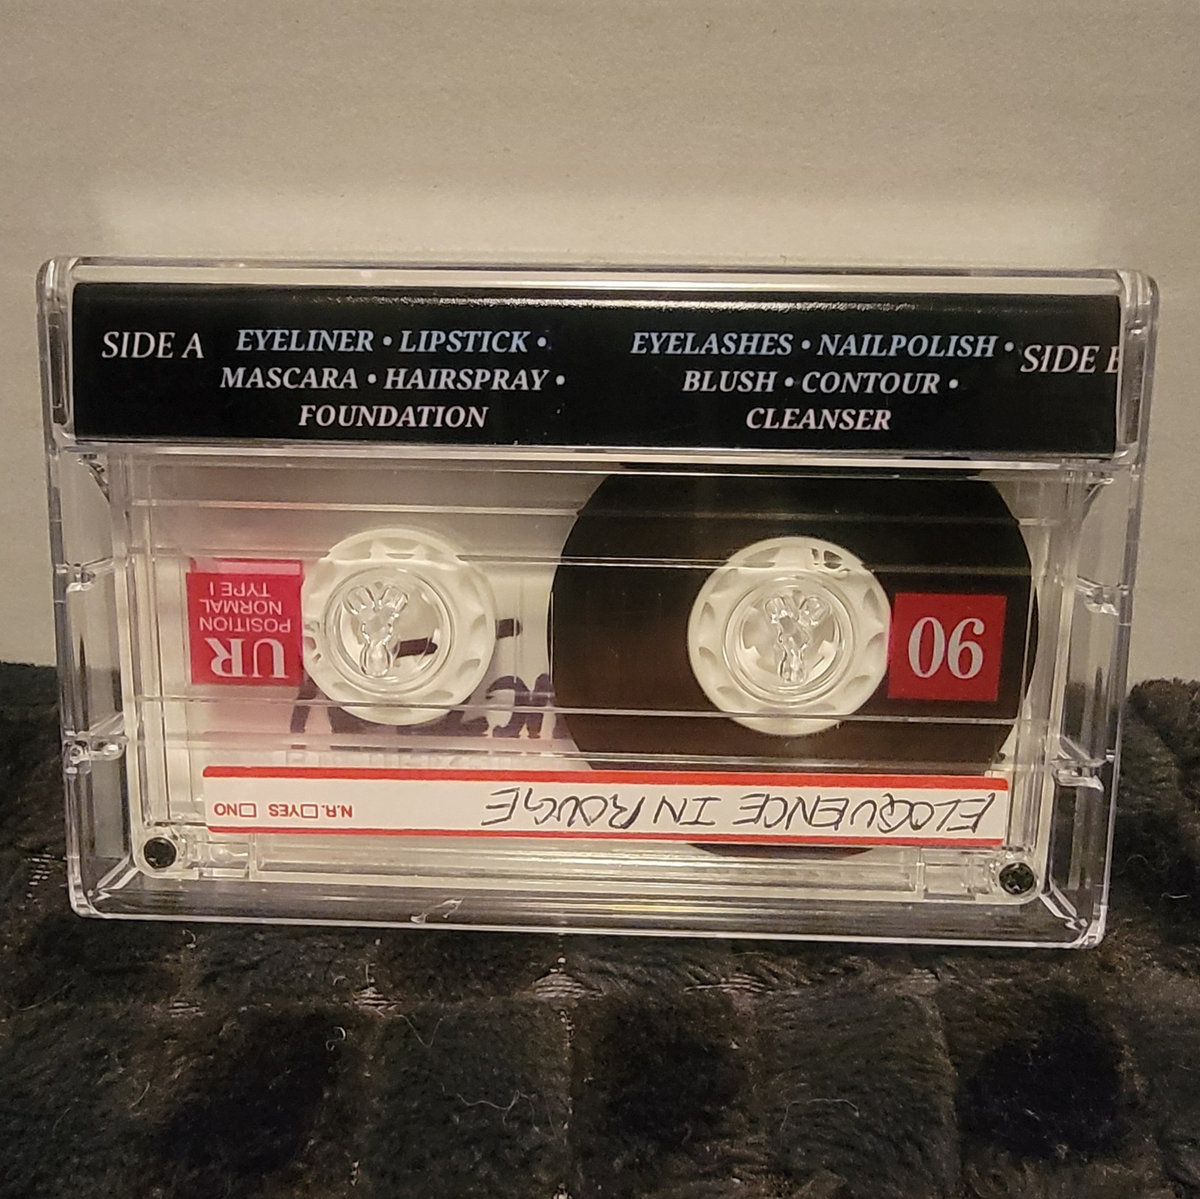 SIDE A
EYELINER • LIPSTICK •
MASCARA • HAIRSPRAY •
FOUNDATION
EYELASHES • NAILPOLISH •
BLUSH • CONTOUR •
CLEANSER
SIDE B
UR
POSITION
NORMAL
TYPE I
90
ELOQUENCE IN ROUGE
N.R. □YES □NO